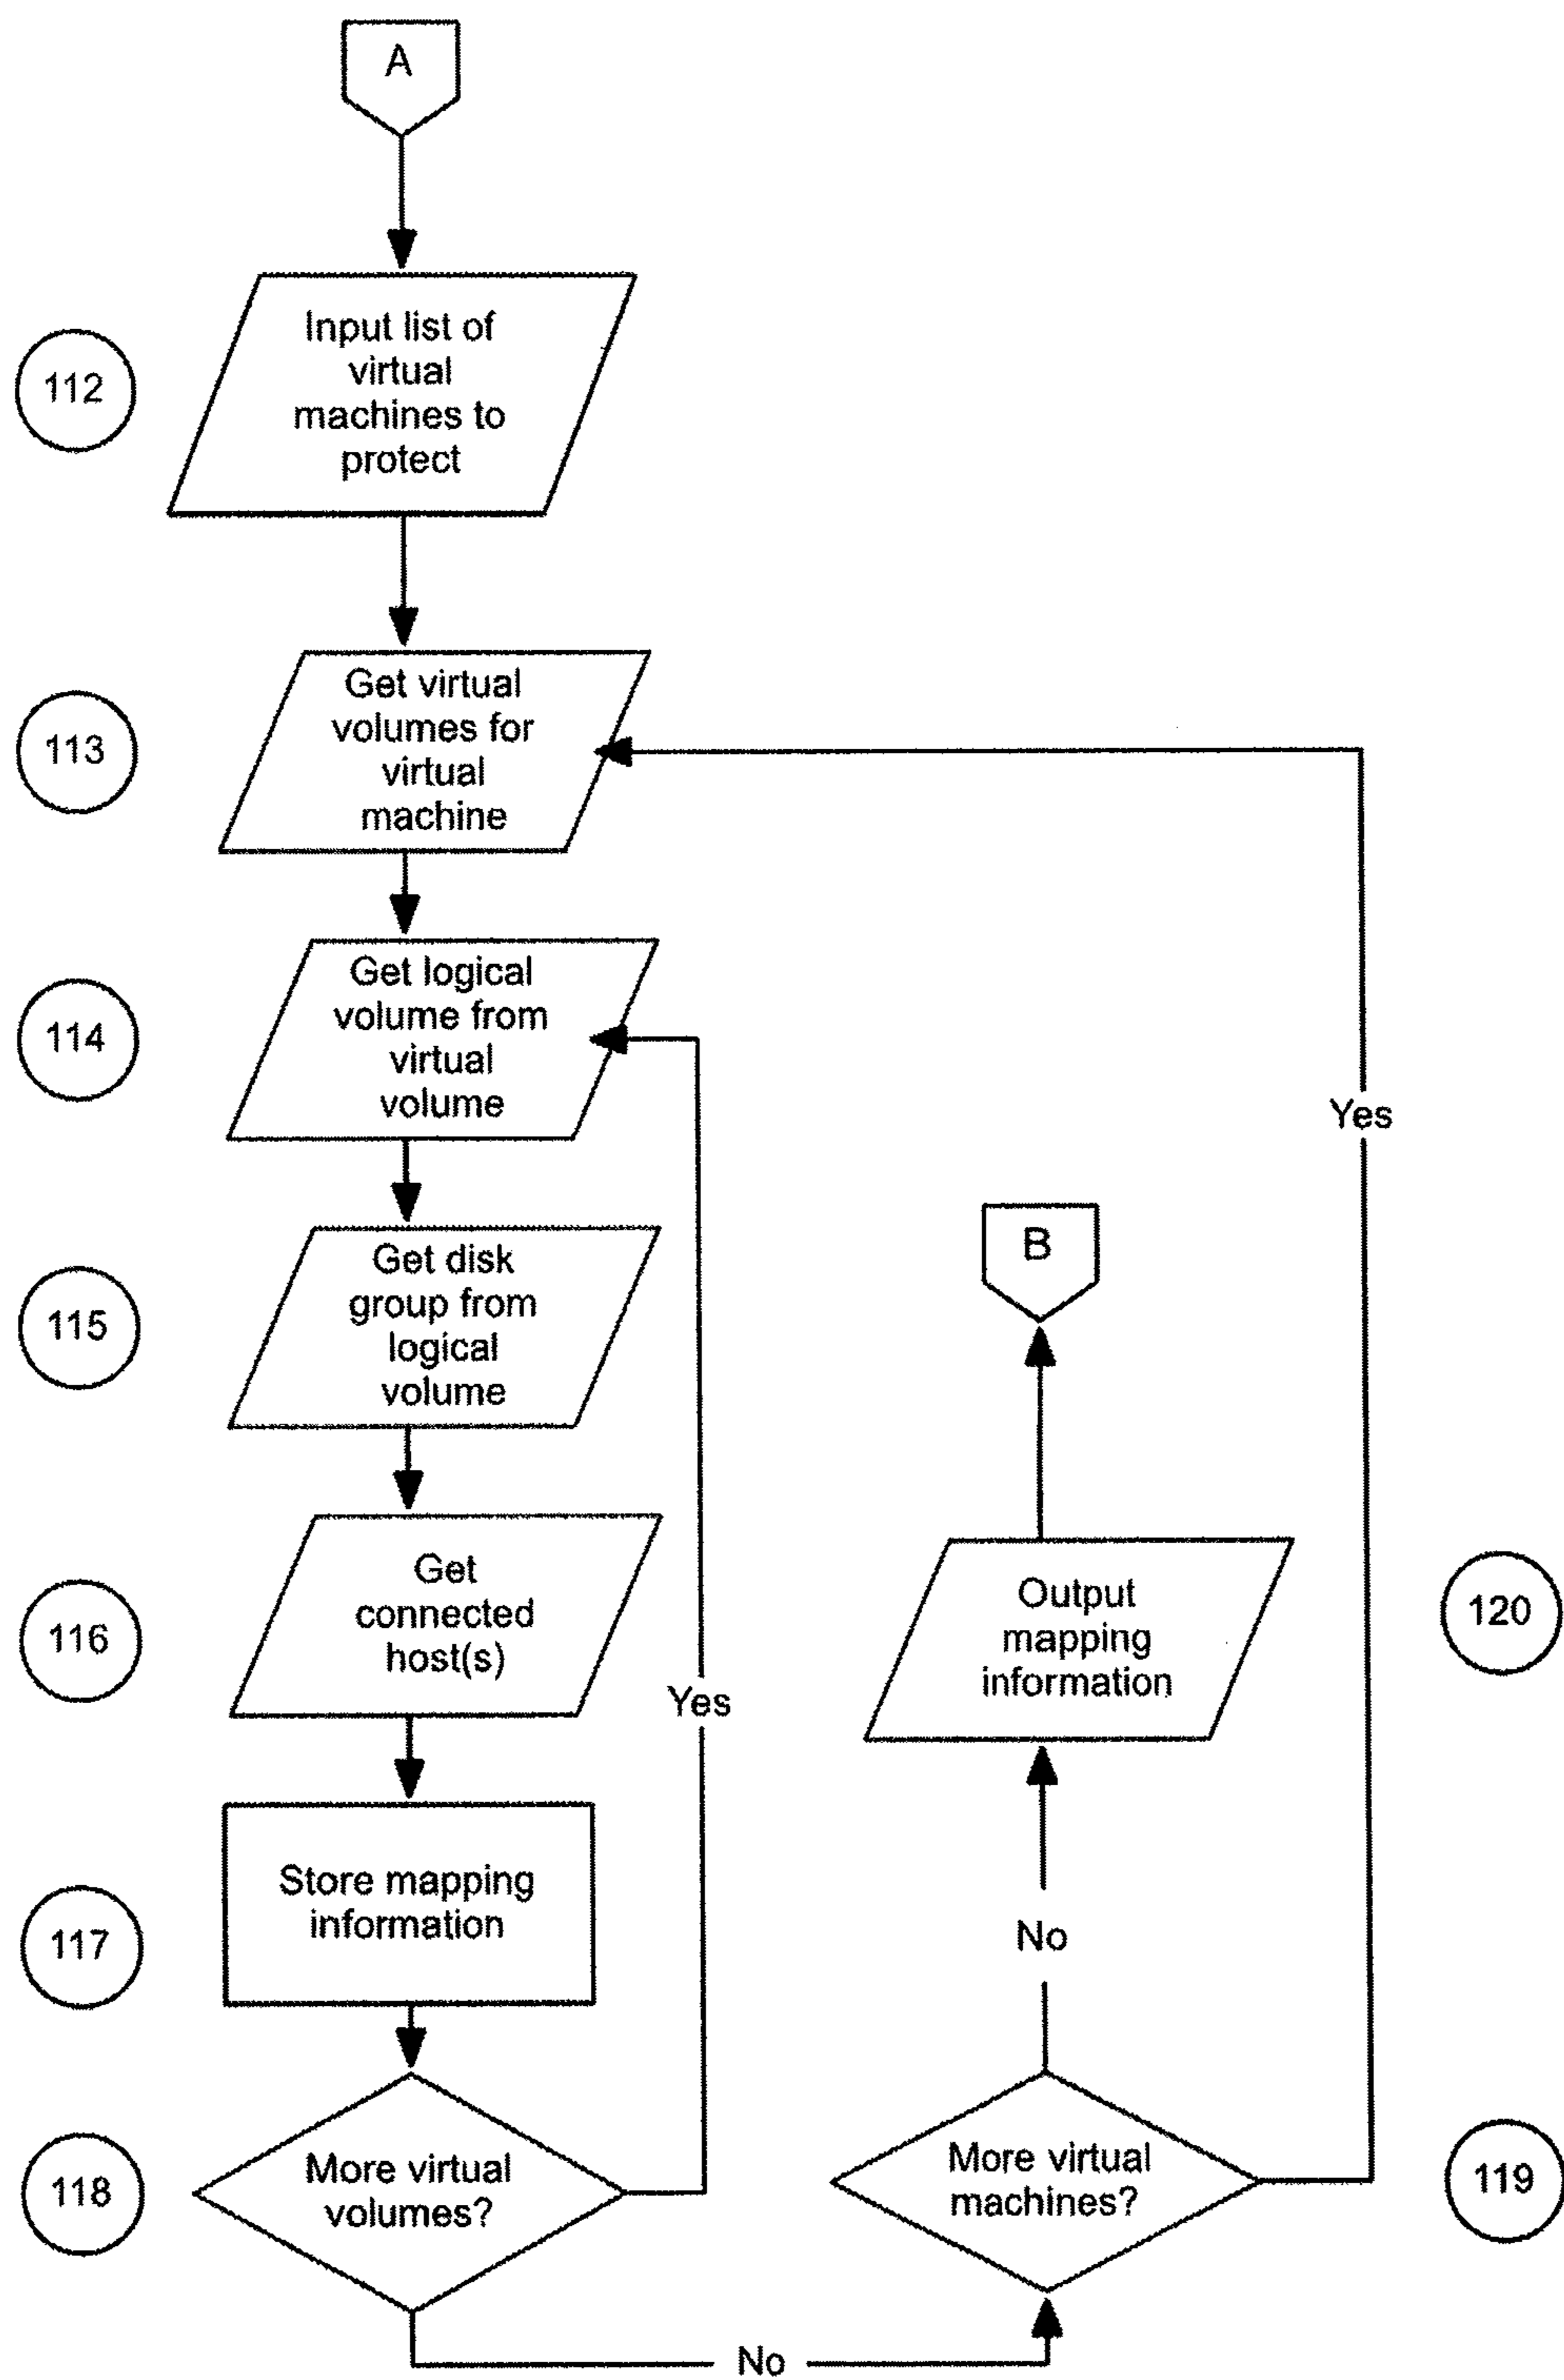 A
112
Input list of
virtual
machines to
protect
113
Get virtual
volumes for
virtual
machine
114
Get logical
volume from
virtual
volume
Yes
115
Get disk
group from
logical
volume
B
116
Get
connected
host(s)
Yes
Output
mapping
information
120
117
Store mapping
information
No
118
More virtual
volumes?
More virtual
machines?
119
No